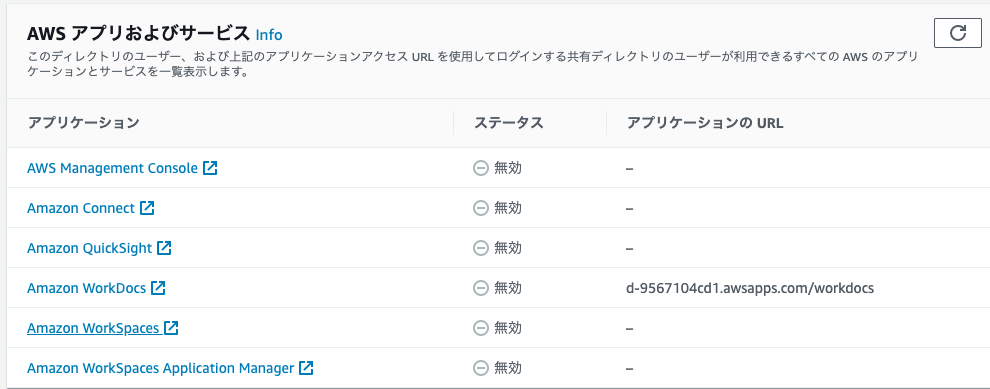 AWS アプリおよびサービス Info
このディレクトリのユーザー、および上記のアプリケーションアクセス URL を使用してログインする共有ディレクトリのユーザーが利用できるすべての AWS のアプリ
ケーションとサービスを一覧表示します。
アプリケーション ステータス アプリケーションの URL
AWS Management Console 無効 –
Amazon Connect 無効 –
Amazon QuickSight 無効 –
Amazon WorkDocs 無効 d-9567104cd1.awsapps.com/workdocs
Amazon WorkSpaces 無効 –
Amazon WorkSpaces Application Manager 無効 –